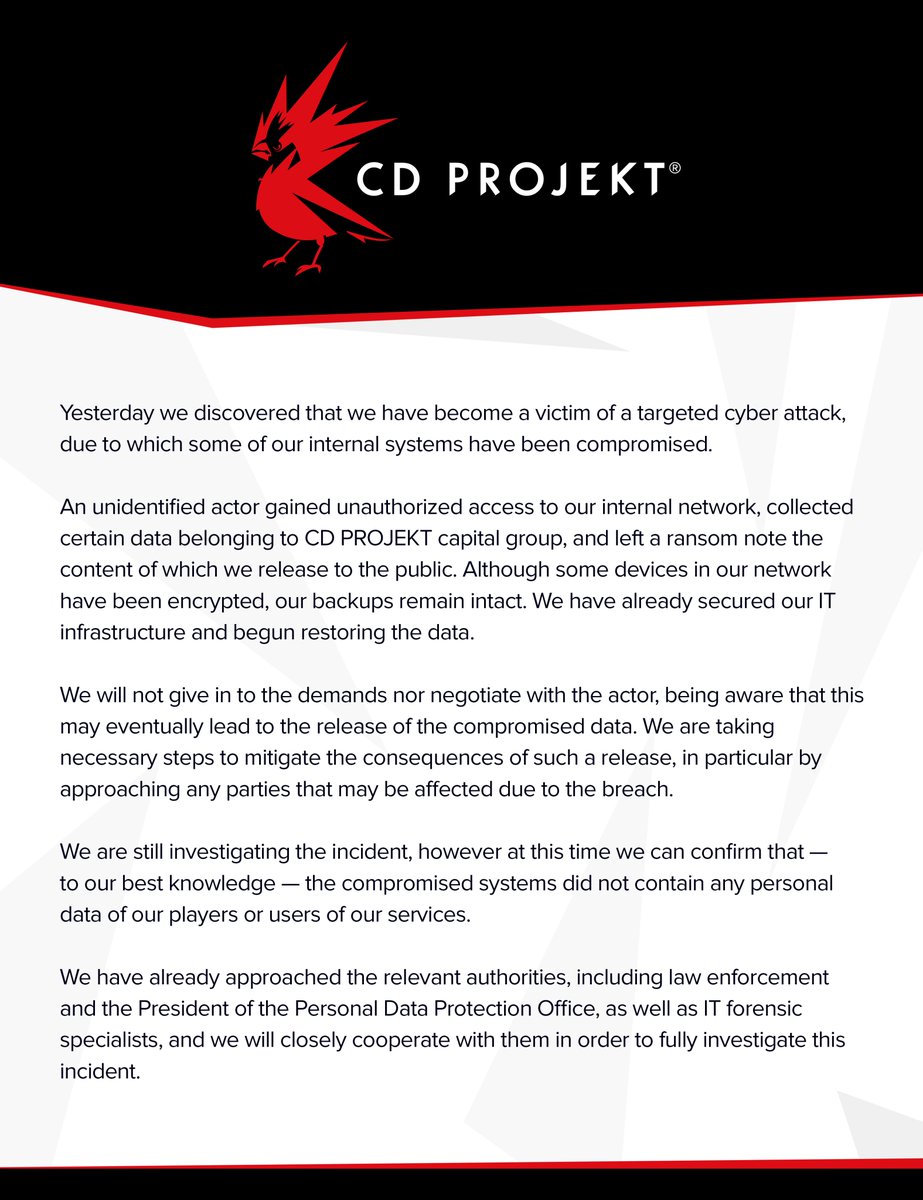 CD PROJEKT®
Yesterday we discovered that we have become a victim of a targeted cyber attack,
due to which some of our internal systems have been compromised.
An unidentified actor gained unauthorized access to our internal network, collected
certain data belonging to CD PROJEKT capital group, and left a ransom note the
content of which we release to the public. Although some devices in our network
have been encrypted, our backups remain intact. We have already secured our IT
infrastructure and begun restoring the data.
We will not give in to the demands nor negotiate with the actor, being aware that this
may eventually lead to the release of the compromised data. We are taking
necessary steps to mitigate the consequences of such a release, in particular by
approaching any parties that may be affected due to the breach.
We are still investigating the incident, however at this time we can confirm that —
to our best knowledge — the compromised systems did not contain any personal
data of our players or users of our services.
We have already approached the relevant authorities, including law enforcement
and the President of the Personal Data Protection Office, as well as IT forensic
specialists, and we will closely cooperate with them in order to fully investigate this
incident.